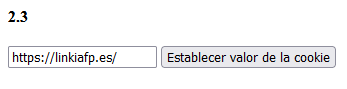 2.3
https://linkiafp.es/ Establecer valor de la cookie